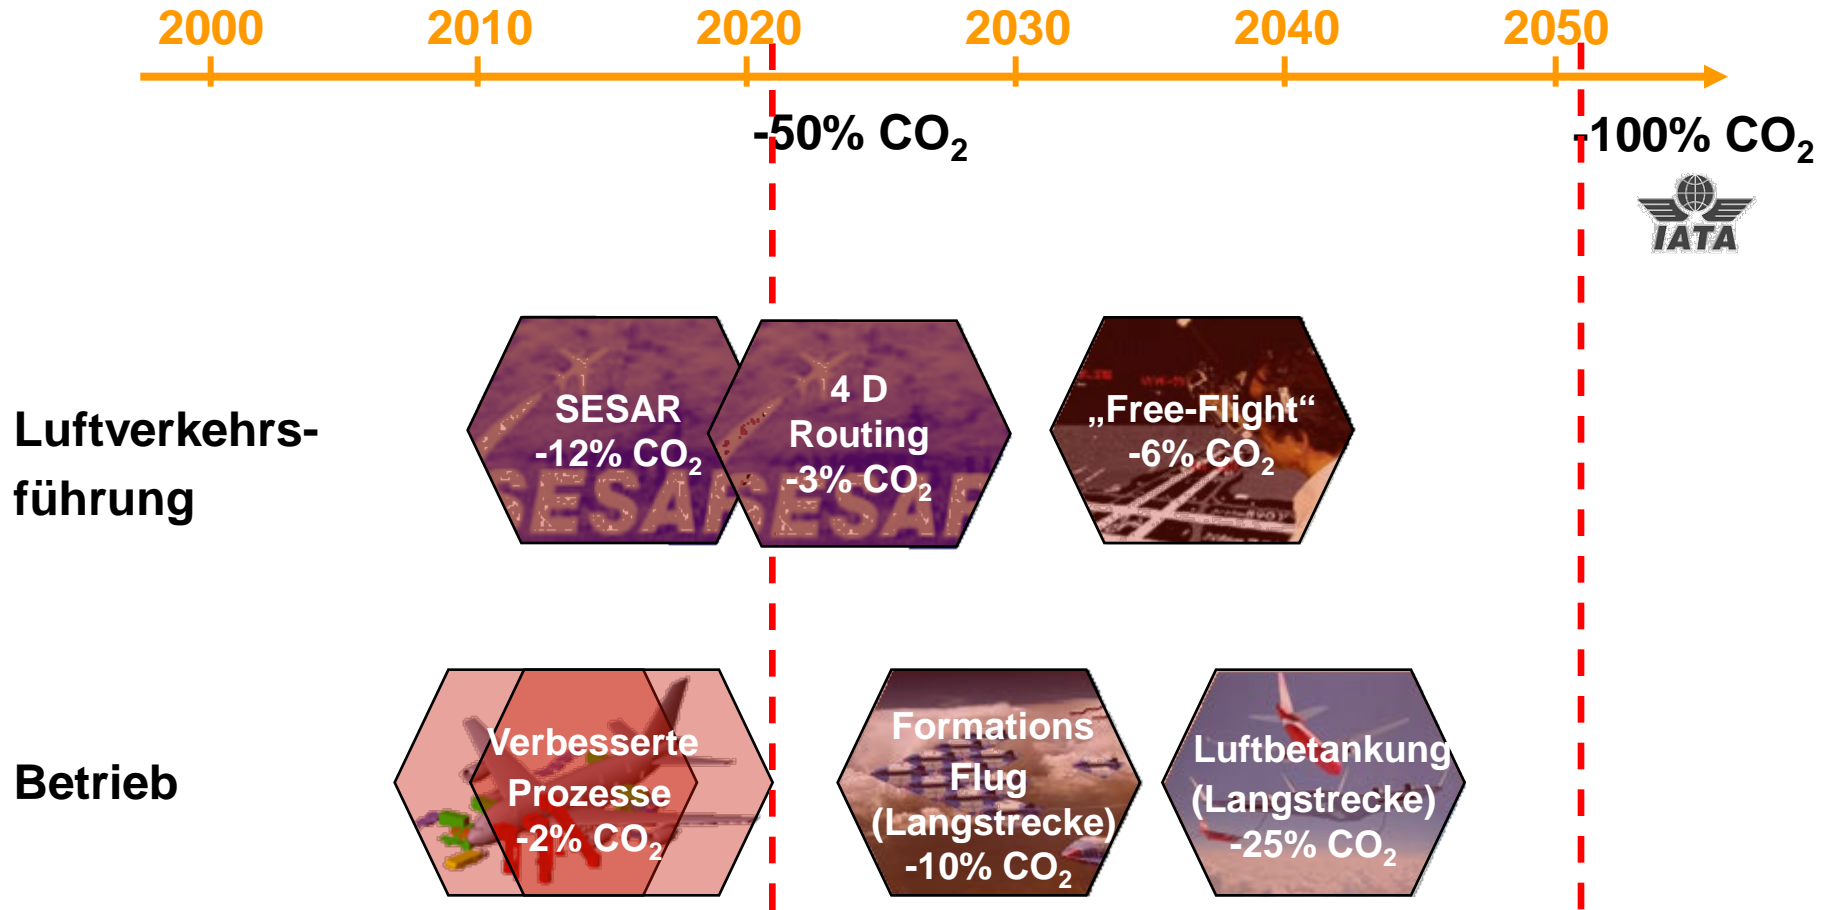 2000 2010 2020 2030 2040 2050
-50% CO₂
-100% CO₂
IATA
Luftverkehrs-
führung
SESAR
-12% CO₂
SESAR
4 D
Routing
-3% CO₂
SESAR
„Free-Flight“
-6% CO₂
Betrieb
Verbesserte
Prozesse
-2% CO₂
Formations
Flug
(Langstrecke)
-10% CO₂
Luftbetankung
(Langstrecke)
-25% CO₂